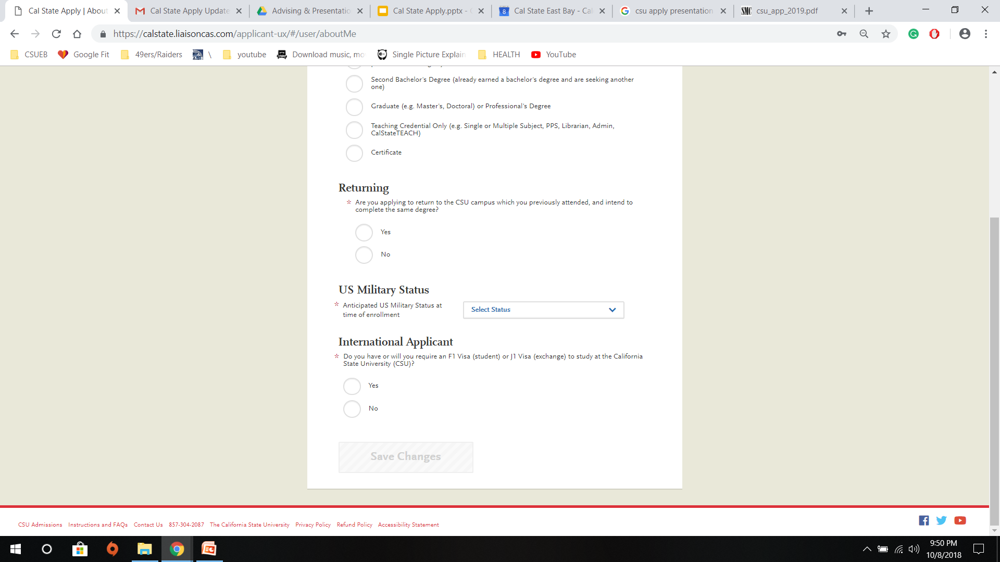 Cal State Apply | About
Cal State Apply Update
Advising & Presentatio
Cal State Apply.pptx -
Cal State East Bay - Cal
csu apply presentation
csu_app_2019.pdf
https://calstate.liaisoncas.com/applicant-ux/#/user/aboutMe
CSUEB
Google Fit
49ers/Raiders
\
youtube
Download music, mo
Single Picture Explain
HEALTH
YouTube
Second Bachelor's Degree (already earned a bachelor's degree and are seeking another
one)
Graduate (e.g. Master's, Doctoral) or Professional's Degree
Teaching Credential Only (e.g. Single or Multiple Subject, PPS, Librarian, Admin,
CalStateTEACH)
Certificate
Returning
* Are you applying to return to the CSU campus which you previously attended, and intend to
complete the same degree?
Yes
No
US Military Status
* Anticipated US Military Status at
time of enrollment
Select Status
International Applicant
* Do you have or will you require an F1 Visa (student) or J1 Visa (exchange) to study at the California
State University (CSU)?
Yes
No
Save Changes
CSU Admissions Instructions and FAQs Contact Us 857-304-2087 The California State University Privacy Policy Refund Policy Accessibility Statement
9:50 PM
10/8/2018